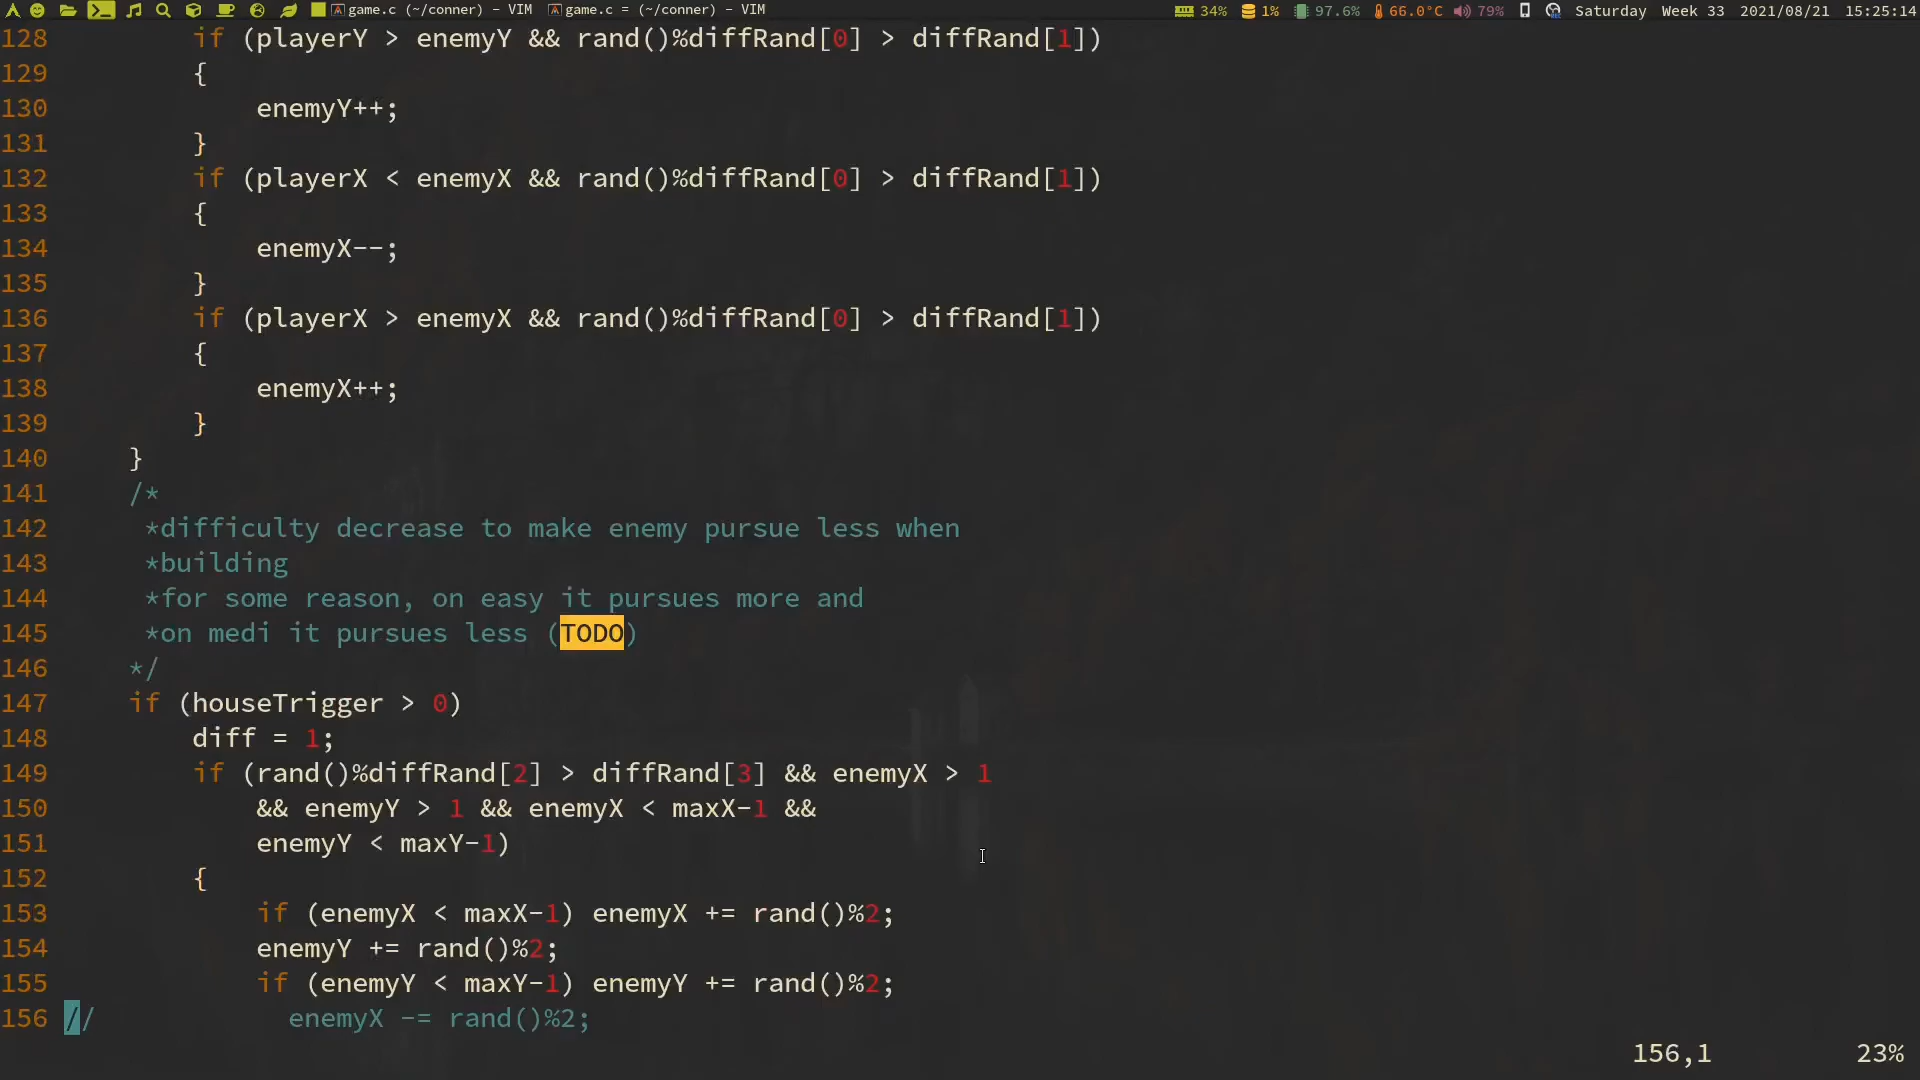 game.c (~/conner) - VIM game.c = (~/conner) - VIM 34% 1% 97.6% 66.0°C 79% Saturday Week 33 2021/08/21 15:25:14
128 if (playerY > enemyY && rand()%diffRand[0] > diffRand[1])
129 {
130 enemyY++;
131 }
132 if (playerX < enemyX && rand()%diffRand[0] > diffRand[1])
133 {
134 enemyX--;
135 }
136 if (playerX > enemyX && rand()%diffRand[0] > diffRand[1])
137 {
138 enemyX++;
139 }
140 }
141 /*
142 *difficulty decrease to make enemy pursue less when
143 *building
144 *for some reason, on easy it pursues more and
145 *on medi it pursues less (TODO)
146 */
147 if (houseTrigger > 0)
148 diff = 1;
149 if (rand()%diffRand[2] > diffRand[3] && enemyX > 1
150 && enemyY > 1 && enemyX < maxX-1 &&
151 enemyY < maxY-1)
152 {
153 if (enemyX < maxX-1) enemyX += rand()%2;
154 enemyY += rand()%2;
155 if (enemyY < maxY-1) enemyY += rand()%2;
156 // enemyX -= rand()%2;
156,1 23%